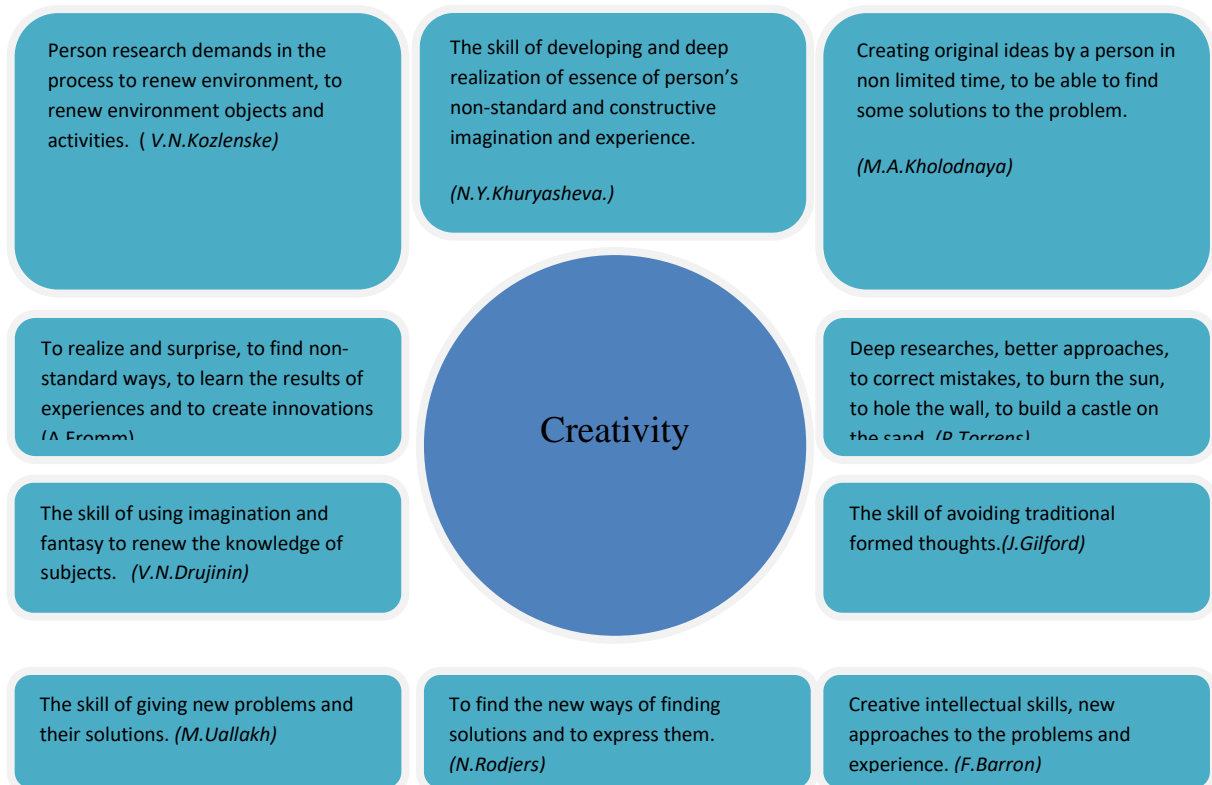 Person research demands in the
process to renew environment, to
renew environment objects and
activities. ( V.N.Kozlenske)
The skill of developing and deep
realization of essence of person's
non-standard and constructive
imagination and experience.
(N.Y.Khuryasheva.)
Creating original ideas by a person in
non limited time, to be able to find
some solutions to the problem.
(M.A.Kholodnaya)
To realize and surprise, to find non-
standard ways, to learn the results of
experiences and to create innovations
(A.Fromm)
Creativity
Deep researches, better approaches,
to correct mistakes, to burn the sun,
to hole the wall, to build a castle on
the sand. (P.Torrens)
The skill of using imagination and
fantasy to renew the knowledge of
subjects. (V.N.Drujinin)
The skill of avoiding traditional
formed thoughts.(J.Gilford)
The skill of giving new problems and
their solutions. (M.Uallakh)
To find the new ways of finding
solutions and to express them.
(N.Rodjers)
Creative intellectual skills, new
approaches to the problems and
experience. (F.Barron)